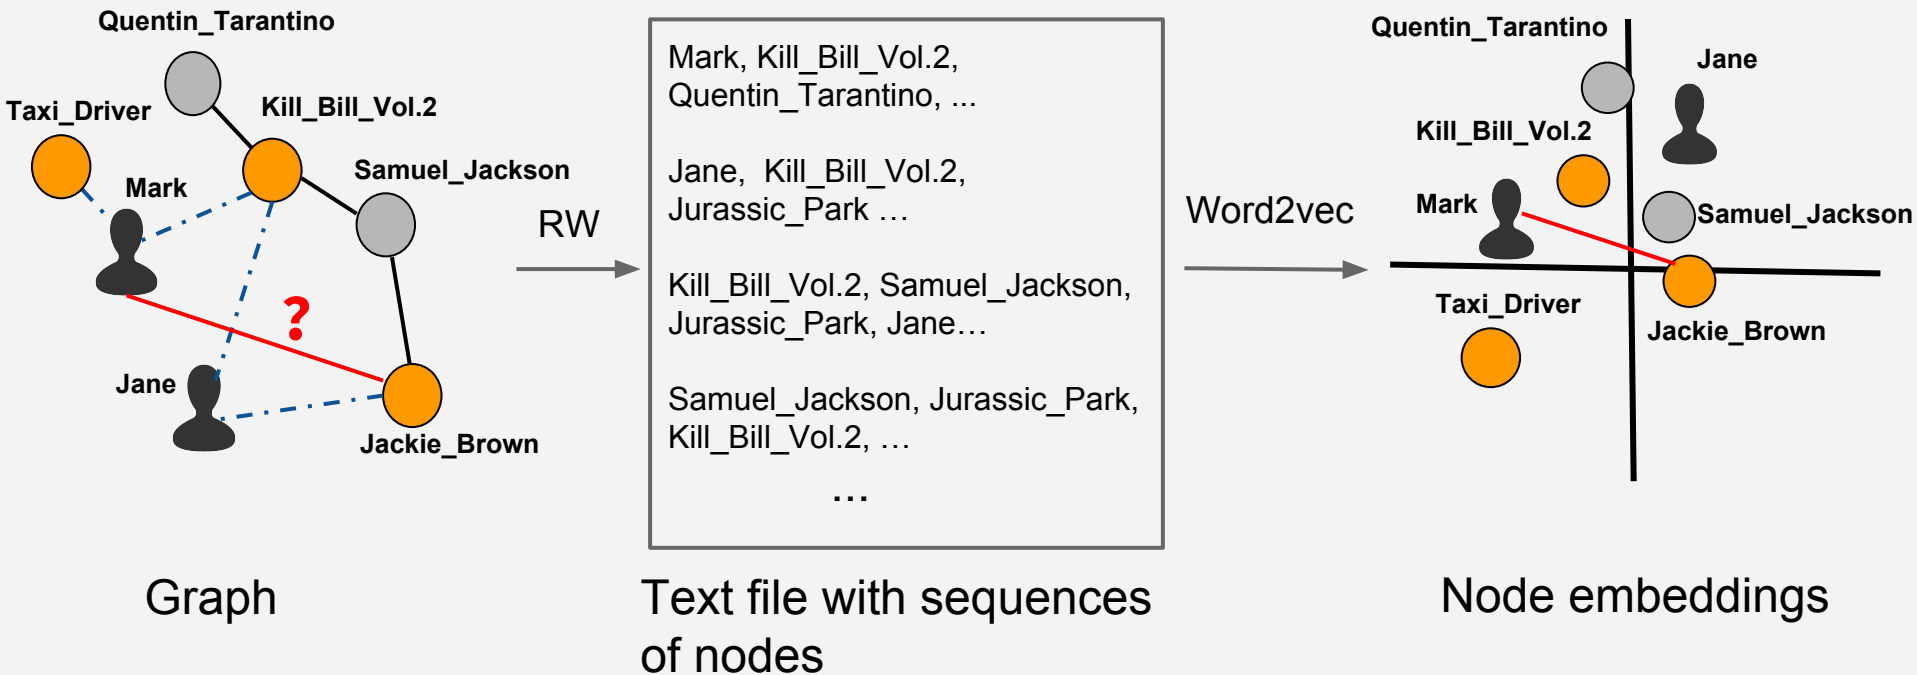 Quentin_Tarantino
Taxi_Driver
Kill_Bill_Vol.2
Mark
Samuel_Jackson
?
Jane
Jackie_Brown
Graph
RW
Mark, Kill_Bill_Vol.2,
Quentin_Tarantino, ...
Jane,  Kill_Bill_Vol.2,
Jurassic_Park …
Kill_Bill_Vol.2, Samuel_Jackson,
Jurassic_Park, Jane…
Samuel_Jackson, Jurassic_Park,
Kill_Bill_Vol.2, …
…
Text file with sequences
of nodes
Word2vec
Quentin_Tarantino
Jane
Kill_Bill_Vol.2
Mark
Samuel_Jackson
Taxi_Driver
Jackie_Brown
Node embeddings